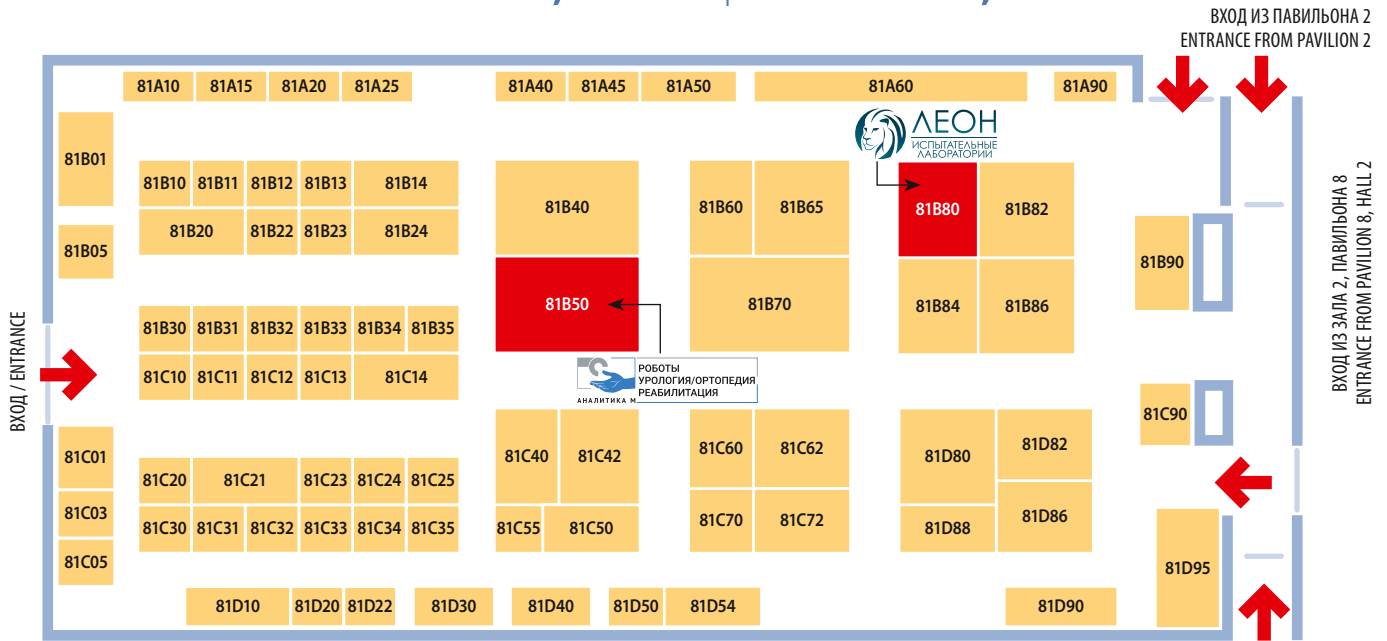 ВХОД ИЗ ПАВИЛЬОНА 2
ENTRANCE FROM PAVILION 2
81A10 81A15 81A20 81A25 81A40 81A45 81A50 81A60 81A90
ЛЕОН
ИСПЫТАТЕЛЬНЫЕ
ЛАБОРАТОРИИ
81B01
81B10 81B11 81B12 81B13 81B14
81B40 81B60 81B65 81B80 81B82
81B20 81B22 81B23 81B24
81B05
81B90
81B50 81B70 81B84 81B86
81B30 81B31 81B32 81B33 81B34 81B35
ВХОД / ENTRANCE
ВХОД ИЗ ЗАЛА 2, ПАВИЛЬОНА 8
ENTRANCE FROM PAVILION 8, HALL 2
81C10 81C11 81C12 81C13 81C14
РОБОТЫ
УРОЛОГИЯ/ОРТОПЕДИЯ
РЕАБИЛИТАЦИЯ
АНАЛИТИКА М
81C90
81C01
81C40 81C42 81C60 81C62 81D80 81D82
81C20 81C21 81C23 81C24 81C25
81C03
81C30 81C31 81C32 81C33 81C34 81C35 81C55 81C50 81C70 81C72 81D88 81D86
81C05
81D95
81D10 81D20 81D22 81D30 81D40 81D50 81D54 81D90